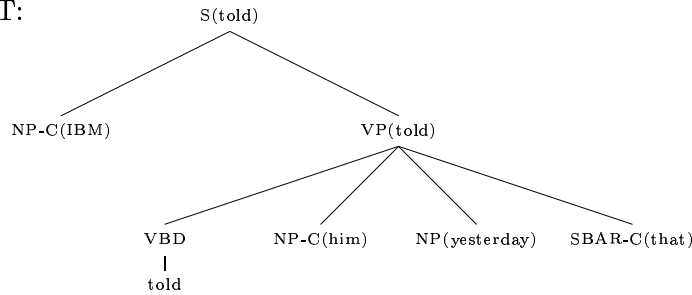 T:
S(told)
NP-C(IBM) VP(told)
VBD NP-C(him) NP(yesterday) SBAR-C(that)
told